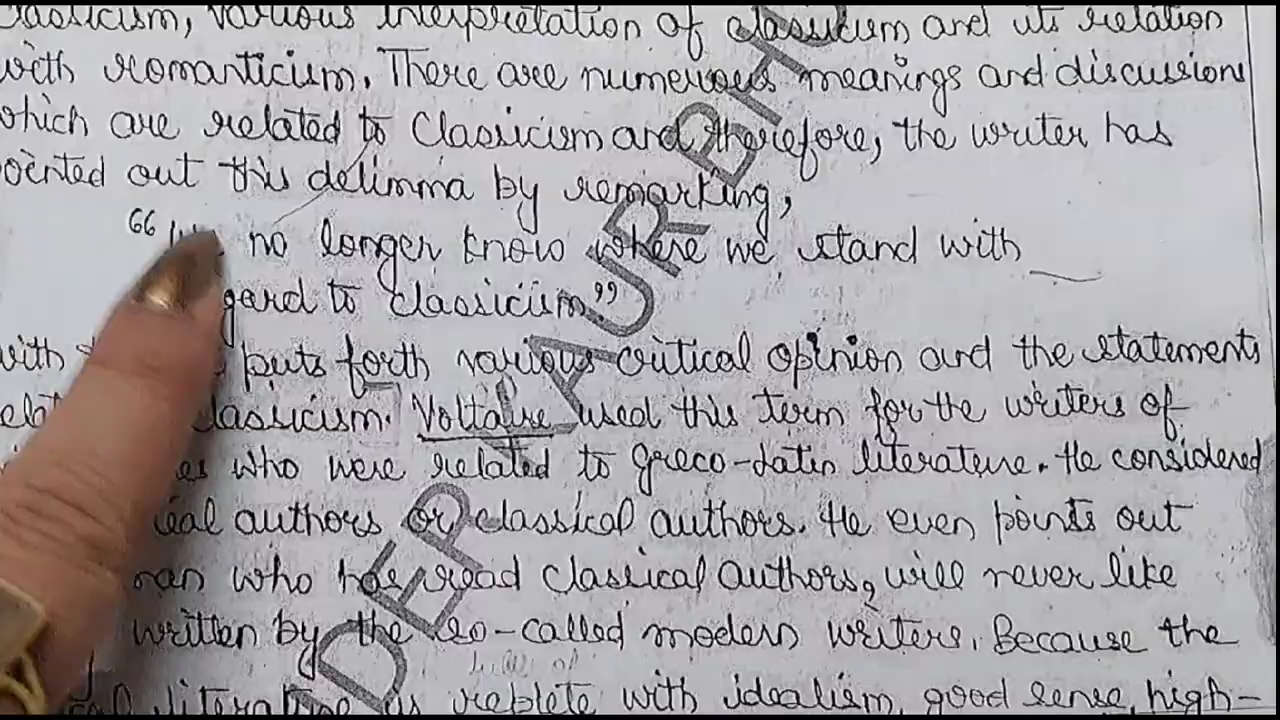 classicism, various interpretation of classicism and its relation
with romanticism. There are numerous meanings and discussions
which are related to Classicism and therefore, the writer has
out this delimma by remarking,
“ no longer know where we stand with
gard to classicism.”
with puts forth various critical opinion and the statements
lassicism. Voltaire used this term for the writers of
who were related to Greco-Latin literature. He considered
authors or classical authors. He even points out
who has read classical authors, will never like
written by the so-called modern writers. Because the
literature is replete with idealism, good sense, high-